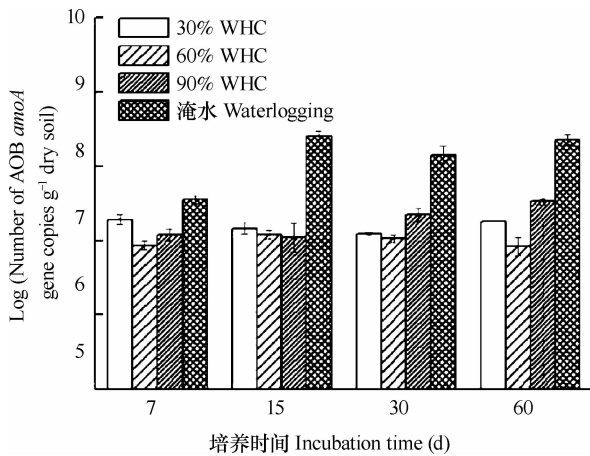 Log (Number of AOB amoA
gene copies g⁻¹ dry soil)
10
9
8
7
6
5
30% WHC
60% WHC
90% WHC
淹水 Waterlogging
7 15 30 60
培养时间 Incubation time (d)